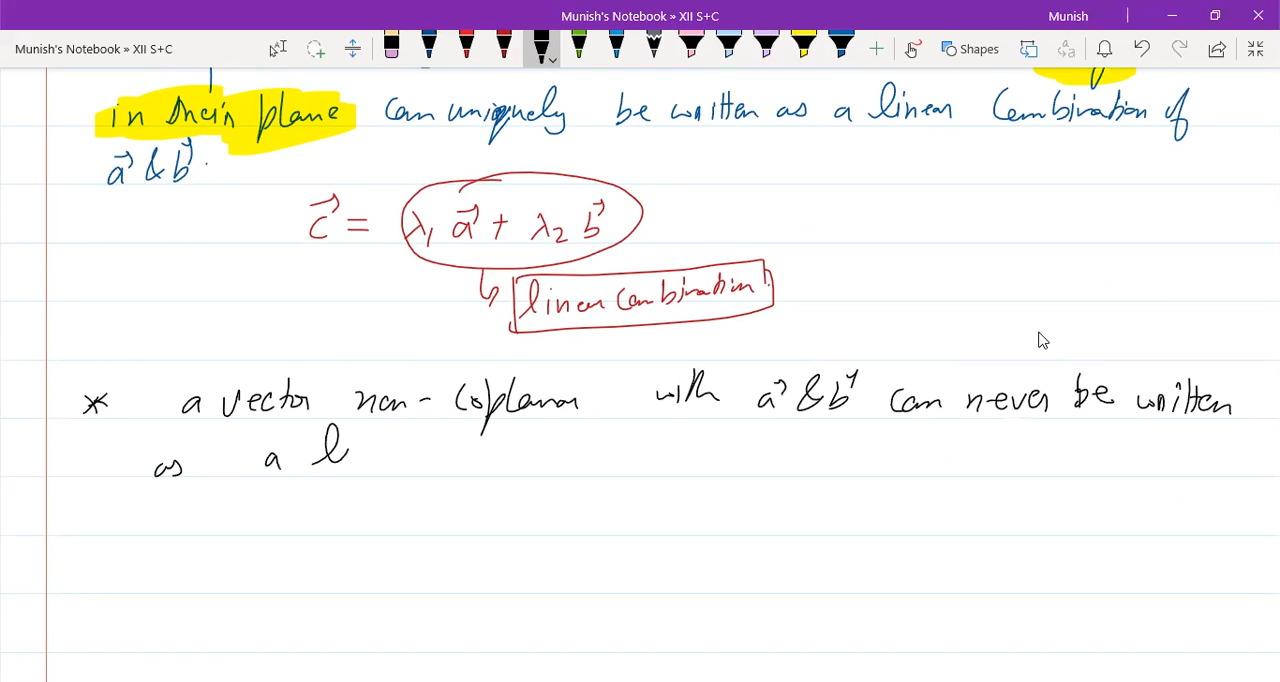 Munish's Notebook » XII S+C
Munish
Munish's Notebook » XII S+C
Shapes
in their plane can uniquely be written as a linear combination of
a⃗ & b⃗.
c⃗ = λ₁ a⃗ + λ₂ b⃗
linear combination
* a vector non-coplanar with a⃗ & b⃗ can never be written
as a l